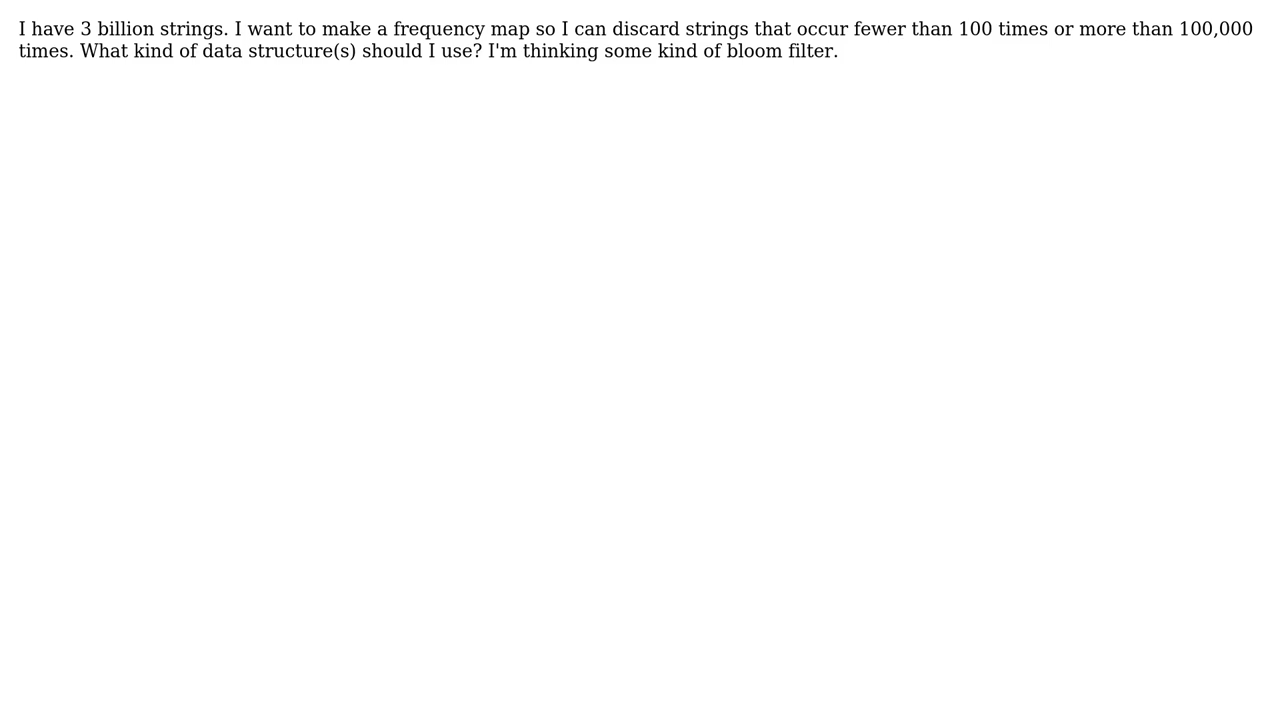 I have 3 billion strings. I want to make a frequency map so I can discard strings that occur fewer than 100 times or more than 100,000
times. What kind of data structure(s) should I use? I'm thinking some kind of bloom filter.